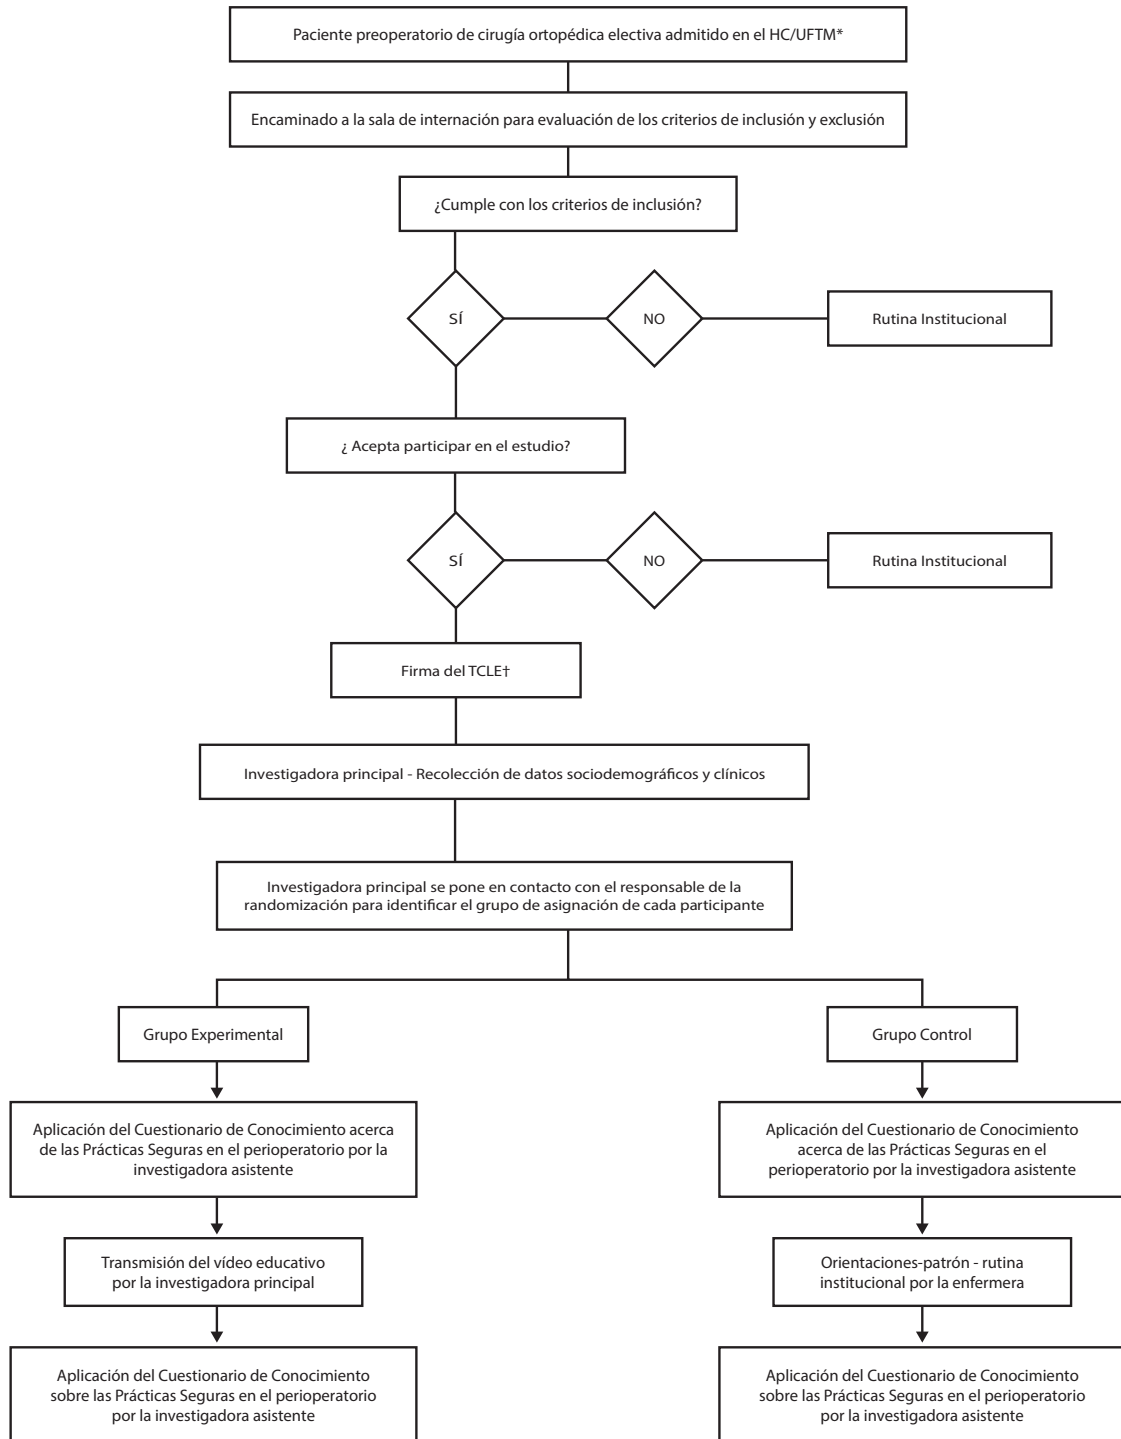 Paciente preoperatorio de cirugía ortopédica electiva admitido en el HC/UFTM*
Encaminado a la sala de internación para evaluación de los criterios de inclusión y exclusión
¿Cumple con los criterios de inclusión?
SÍ
NO
Rutina Institucional
¿ Acepta participar en el estudio?
SÍ
NO
Rutina Institucional
Firma del TCLE†
Investigadora principal - Recolección de datos sociodemográficos y clínicos
Investigadora principal se pone en contacto con el responsable de la
randomización para identificar el grupo de asignación de cada participante
Grupo Experimental
Grupo Control
Aplicación del Cuestionario de Conocimiento acerca
de las Prácticas Seguras en el perioperatorio por la
investigadora asistente
Aplicación del Cuestionario de Conocimiento
acerca de las Prácticas Seguras en el
perioperatorio por la investigadora asistente
Transmisión del vídeo educativo
por la investigadora principal
Orientaciones-patrón - rutina
institucional por la enfermera
Aplicación del Cuestionario de Conocimiento
sobre las Prácticas Seguras en el perioperatorio
por la investigadora asistente
Aplicación del Cuestionario de Conocimiento
sobre las Prácticas Seguras en el perioperatorio
por la investigadora asistente